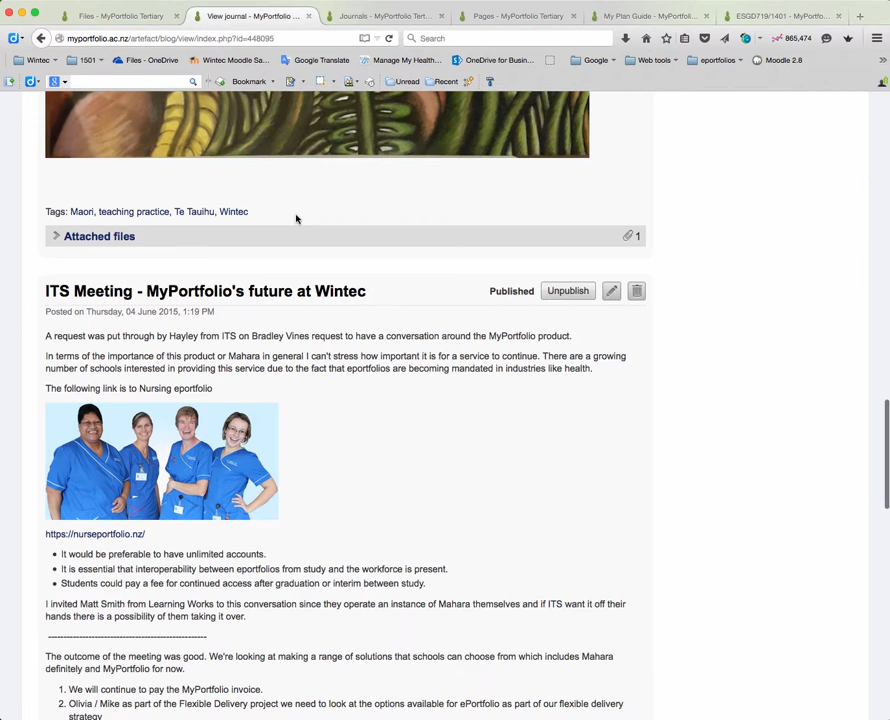 Files - MyPortfolio Tertiary
View journal - MyPortfolio ...
Journals - MyPortfolio Tert...
Pages - MyPortfolio Tertiary
My Plan Guide - MyPortfol...
ESGD719/1401 - MyPortfo...
myportfolio.ac.nz/artefact/blog/view/index.php?id=448095
Search
865,474
Wintec
1501
Files - OneDrive
Wintec Moodle Sa...
Google Translate
Manage My Health...
OneDrive for Busin...
Google
Web tools
eportfolios
Moodle 2.8
Bookmark
Unread
Recent
Tags: Maori, teaching practice, Te Tauihu, Wintec
Attached files
1
ITS Meeting - MyPortfolio's future at Wintec
Published
Unpublish
Posted on Thursday, 04 June 2015, 1:19 PM
A request was put through by Hayley from ITS on Bradley Vines request to have a conversation around the MyPortfolio product.
In terms of the importance of this product or Mahara in general I can't stress how important it is for a service to continue. There are a growing
number of schools interested in providing this service due to the fact that eportfolios are becoming mandated in industries like health.
The following link is to Nursing eportfolio
https://nurseportfolio.nz/
• It would be preferable to have unlimited accounts.
• It is essential that interoperability between eportfolios from study and the workforce is present.
• Students could pay a fee for continued access after graduation or interim between study.
I invited Matt Smith from Learning Works to this conversation since they operate an instance of Mahara themselves and if ITS want it off their
hands there is a possibility of them taking it over.
--------------------------------------------------
The outcome of the meeting was good. We're looking at making a range of solutions that schools can choose from which includes Mahara
definitely and MyPortfolio for now.
1. We will continue to pay the MyPortfolio invoice.
2. Olivia / Mike as part of the Flexible Delivery project we need to look at the options available for ePortfolio as part of our flexible delivery
strategy